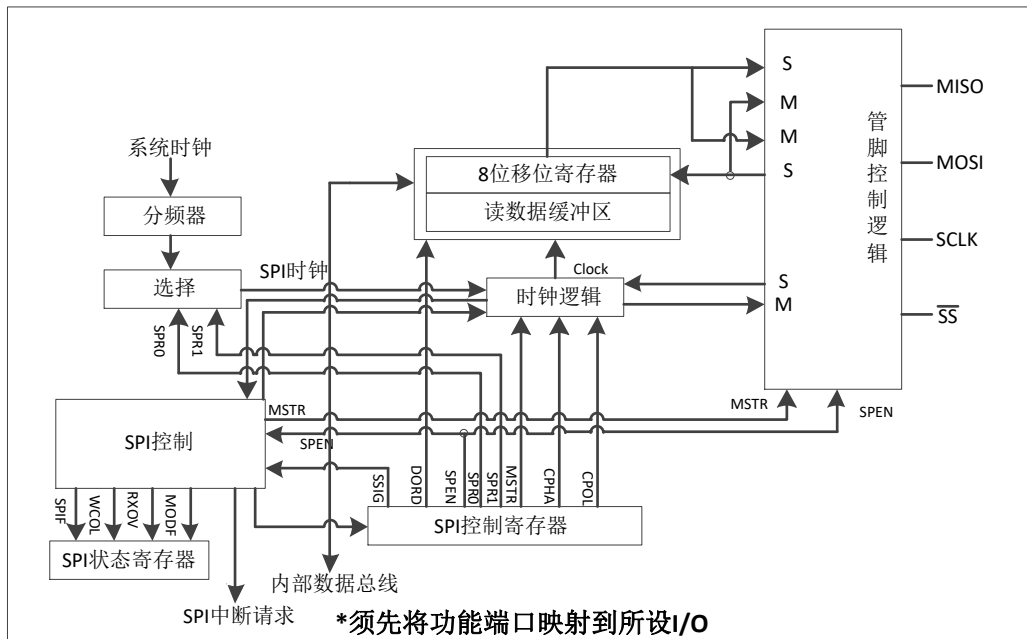 S
MISO
M
管脚控制逻辑
系统时钟
M
8位移位寄存器
S
MOSI
分频器
读数据缓冲区
SCLK
SPI时钟
Clock
选择
时钟逻辑
S
M
SS
SPR0
SPR1
MSTR
MSTR
SPEN
SPI控制
SPEN
SSIG
DORD
SPEN
SPR0
SPR1
MSTR
CPHA
CPOL
SPIF
WCOL
RXOV
MODF
SPI控制寄存器
SPI状态寄存器
内部数据总线
SPI中断请求
*须先将功能端口映射到所设I/O